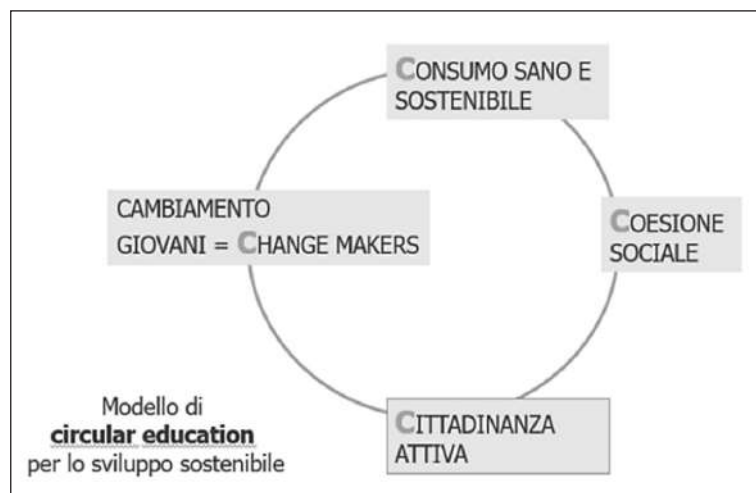 CONSUMO SANO E
SOSTENIBILE
CAMBIAMENTO
GIOVANI = CHANGE MAKERS
COESIONE
SOCIALE
CITTADINANZA
ATTIVA
Modello di
circular education
per lo sviluppo sostenibile